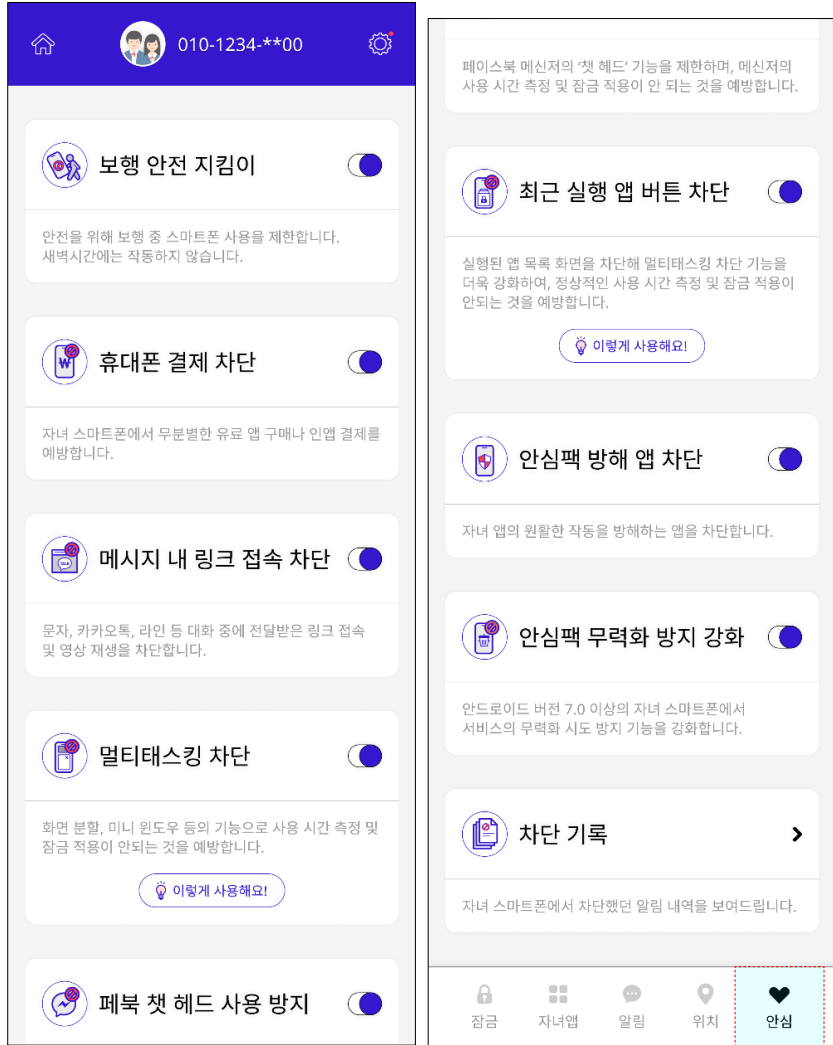 010-1234-**00
보행 안전 지킴이
안전을 위해 보행 중 스마트폰 사용을 제한합니다.
새벽시간에는 작동하지 않습니다.
휴대폰 결제 차단
자녀 스마트폰에서 무분별한 유료 앱 구매나 인앱 결제를
예방합니다.
메시지 내 링크 접속 차단
문자, 카카오톡, 라인 등 대화 중에 전달받은 링크 접속
및 영상 재생을 차단합니다.
멀티태스킹 차단
화면 분할, 미니 윈도우 등의 기능으로 사용 시간 측정 및
잠금 적용이 안되는 것을 예방합니다.
이렇게 사용해요!
페북 챗 헤드 사용 방지
페이스북 메신저의 ‘챗 헤드’ 기능을 제한하며, 메신저의
사용 시간 측정 및 잠금 적용이 안 되는 것을 예방합니다.
최근 실행 앱 버튼 차단
실행된 앱 목록 화면을 차단해 멀티태스킹 차단 기능을
더욱 강화하여, 정상적인 사용 시간 측정 및 잠금 적용이
안되는 것을 예방합니다.
이렇게 사용해요!
안심팩 방해 앱 차단
자녀 앱의 원활한 작동을 방해하는 앱을 차단합니다.
안심팩 무력화 방지 강화
안드로이드 버전 7.0 이상의 자녀 스마트폰에서
서비스의 무력화 시도 방지 기능을 강화합니다.
차단 기록
자녀 스마트폰에서 차단했던 알림 내역을 보여드립니다.
잠금 자녀앱 알림 위치 안심